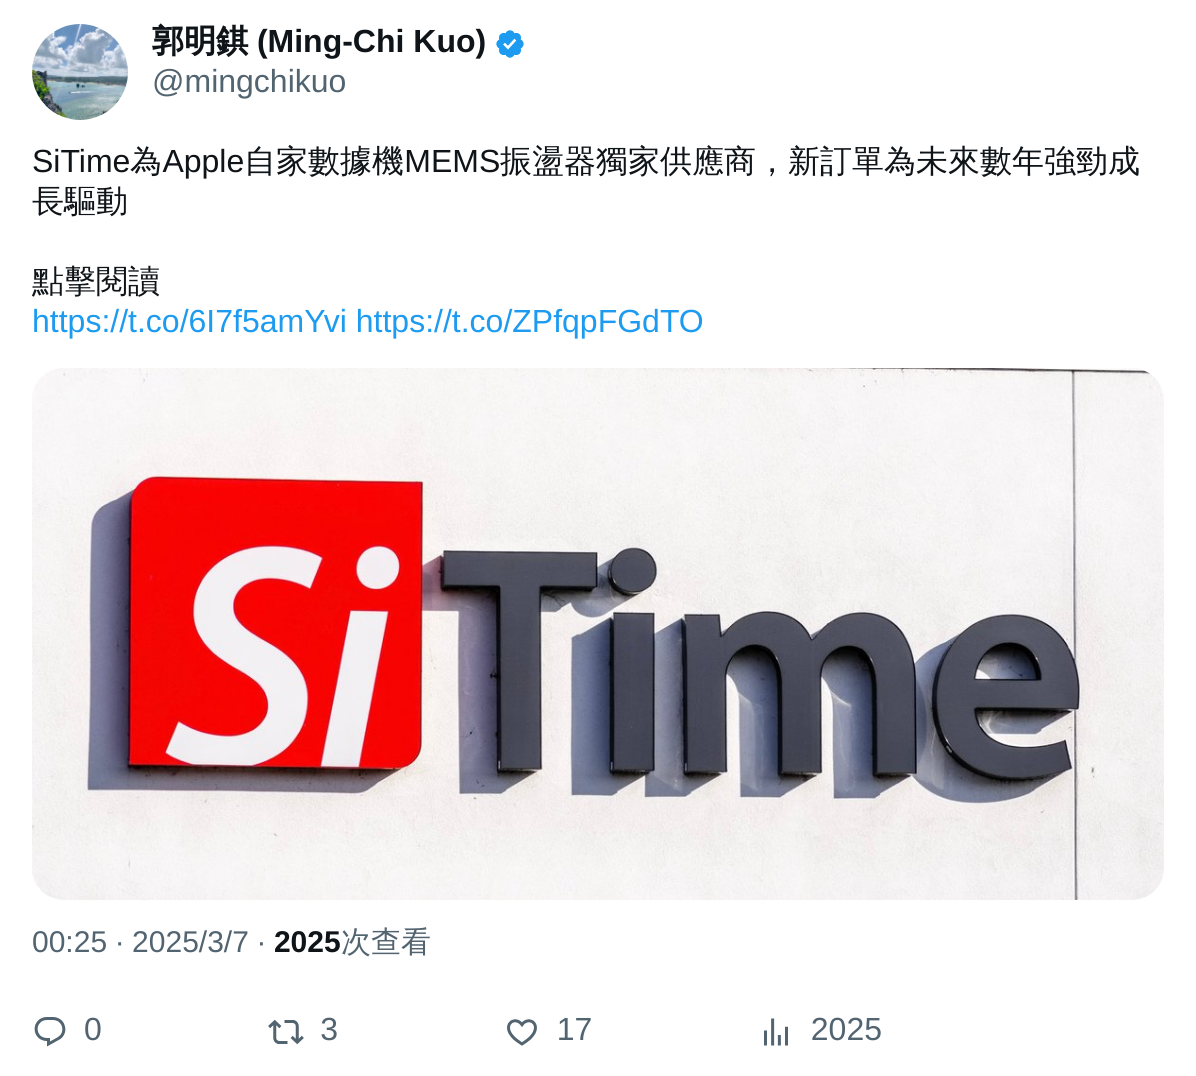 郭明錤 (Ming-Chi Kuo)
@mingchikuo
SiTime為Apple自家數據機MEMS振盪器獨家供應商，新訂單為未來數年強勁成
長驅動
點擊閱讀
https://t.co/6I7f5amYvi https://t.co/ZPfqpFGdTO
SiTime
00:25 · 2025/3/7 · 2025次查看
0 3 17 2025